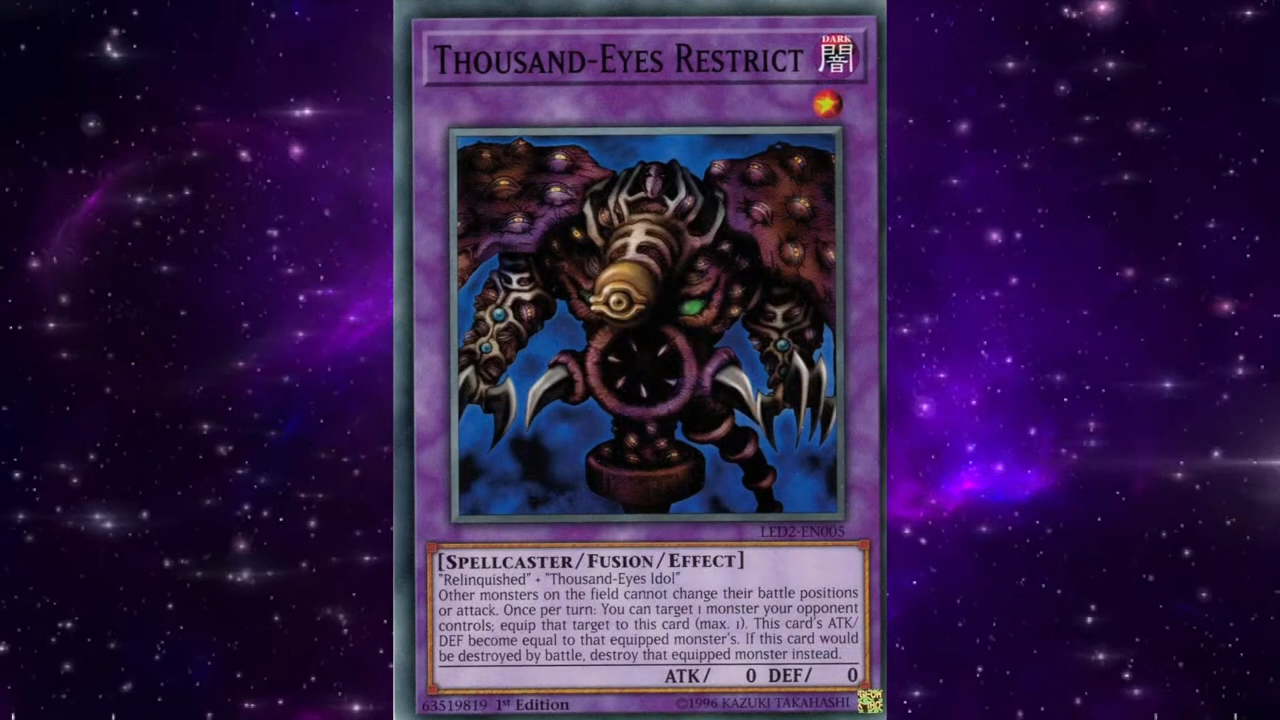 THOUSAND-EYES RESTRICT
DARK
闇
LED2-EN005
[SPELLCASTER/FUSION/EFFECT]
"Relinquished" + "Thousand-Eyes Idol"
Other monsters on the field cannot change their battle positions
or attack. Once per turn: You can target 1 monster your opponent
controls; equip that target to this card (max. 1). This card's ATK/
DEF become equal to that equipped monster's. If this card would
be destroyed by battle, destroy that equipped monster instead.
ATK/ 0 DEF/ 0
63519819 1st Edition ©1996 KAZUKI TAKAHASHI